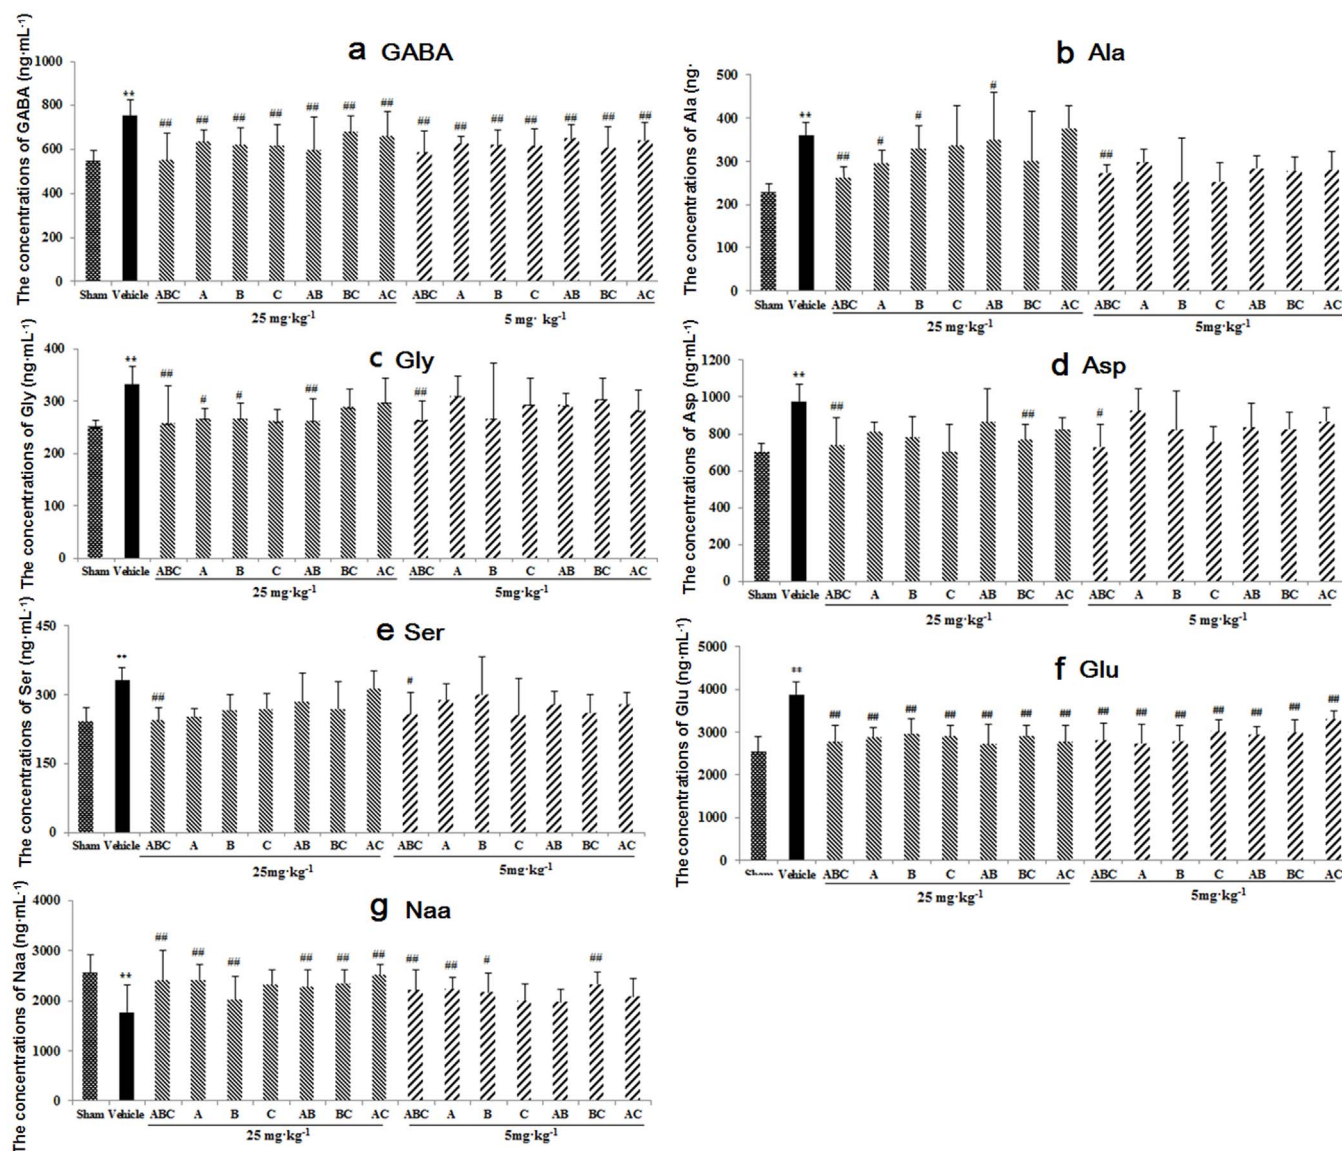 a GABA
The concentrations of GABA (ng·mL-1)
1000
800
600
400
200
0
** ## ## ## ## ## ## ## ## ## ## ## ## ## ##
Sham Vehicle ABC A B C AB BC AC ABC A B C AB BC AC
25 mg·kg-1 5 mg· kg-1
b Ala
The concentrations of Ala (ng·
500
400
300
200
100
0
** ## # # # ##
Sham Vehicle ABC A B C AB BC AC ABC A B C AB BC AC
25 mg·kg-1 5mg·kg-1
c Gly
The concentrations of Gly (ng·mL-1)
400
300
200
100
0
** ## # # ## ##
Sham Vehicle ABC A B C AB BC AC ABC A B C AB BC AC
25 mg·kg-1 5mg·kg-1
d Asp
The concentrations of Asp (ng·mL-1)
1200
1000
800
600
400
200
0
** ## ## #
Sham Vehicle ABC A B C AB BC AC ABC A B C AB BC AC
25 mg·kg-1 5 mg·kg-1
e Ser
The concentrations of Ser (ng·mL-1)
450
300
150
0
** ## #
Sham Vehicle ABC A B C AB BC AC ABC A B C AB BC AC
25mg·kg-1 5mg·kg-1
f Glu
The concentrations of Glu (ng·mL-1)
5000
4000
3000
2000
1000
0
** ## ## ## ## ## ## ## ## ## ## ## ## ## ##
Sham Vehicle ABC A B C AB BC AC ABC A B C AB BC AC
25 mg·kg-1 5mg·kg-1
g Naa
The concentrations of Naa (ng·mL-1)
4000
3000
2000
1000
0
** ## ## ## ## ## ## ## ## # ##
Sham Vehicle ABC A B C AB BC AC ABC A B C AB BC AC
25 mg·kg-1 5mg·kg-1